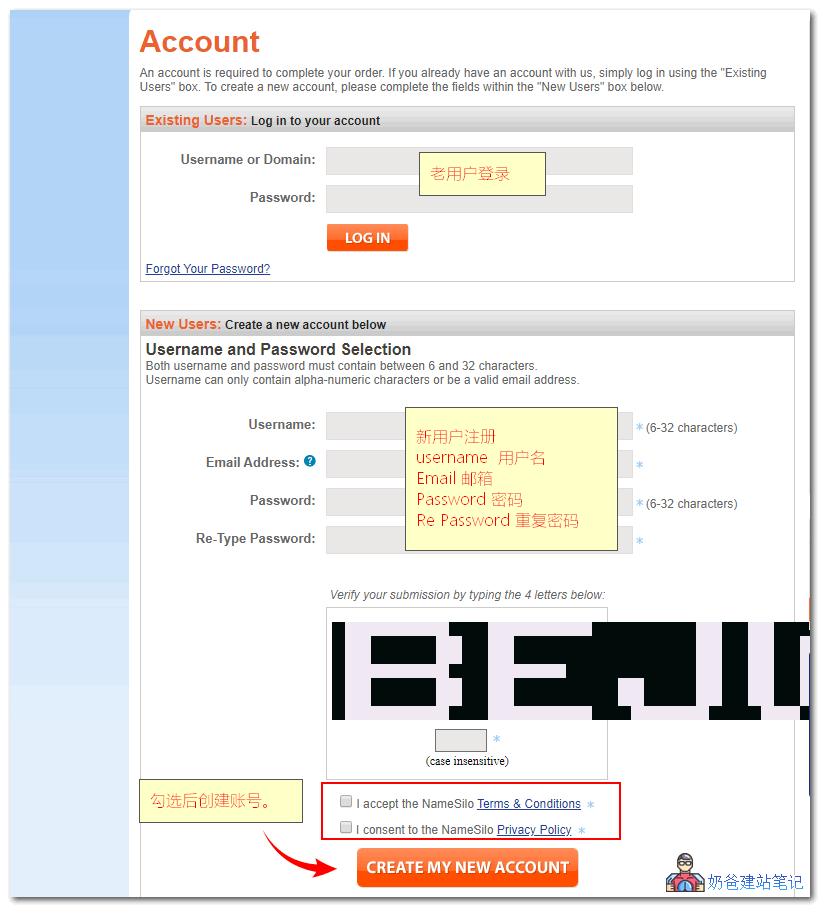 Account
An account is required to complete your order. If you already have an account with us, simply log in using the "Existing
Users" box. To create a new account, please complete the fields within the "New Users" box below.
Existing Users: Log in to your account
Username or Domain:
老用户登录
Password:
LOG IN
Forgot Your Password?
New Users: Create a new account below
Username and Password Selection
Both username and password must contain between 6 and 32 characters.
Username can only contain alpha-numeric characters or be a valid email address.
Username:
(6-32 characters)
Email Address: ?
*
Password:
* (6-32 characters)
Re-Type Password:
*
新用户注册
username 用户名
Email 邮箱
Password 密码
Re Password 重复密码
Verify your submission by typing the 4 letters below:
BEJ
*
(case insensitive)
勾选后创建账号。
I accept the NameSilo Terms & Conditions *
I consent to the NameSilo Privacy Policy *
CREATE MY NEW ACCOUNT
奶爸建站笔记